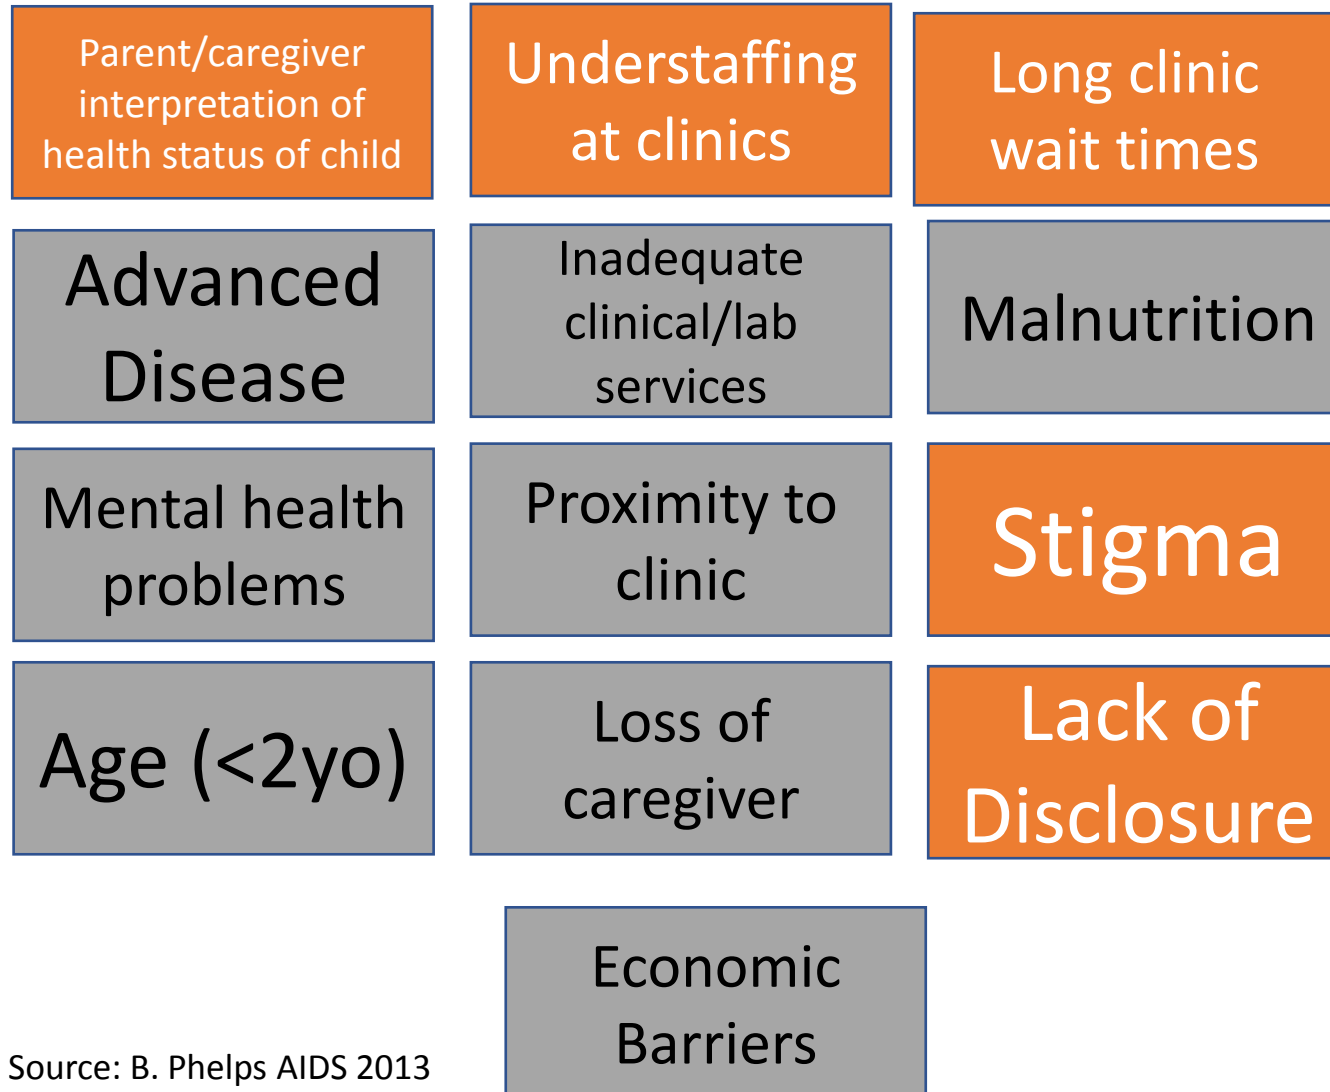 Parent/caregiver
interpretation of
health status of child
Understaffing
at clinics
Long clinic
wait times
Advanced
Disease
Inadequate
clinical/lab
services
Malnutrition
Mental health
problems
Proximity to
clinic
Stigma
Age (<2yo)
Loss of
caregiver
Lack of
Disclosure
Economic
Barriers
Source: B. Phelps AIDS 2013